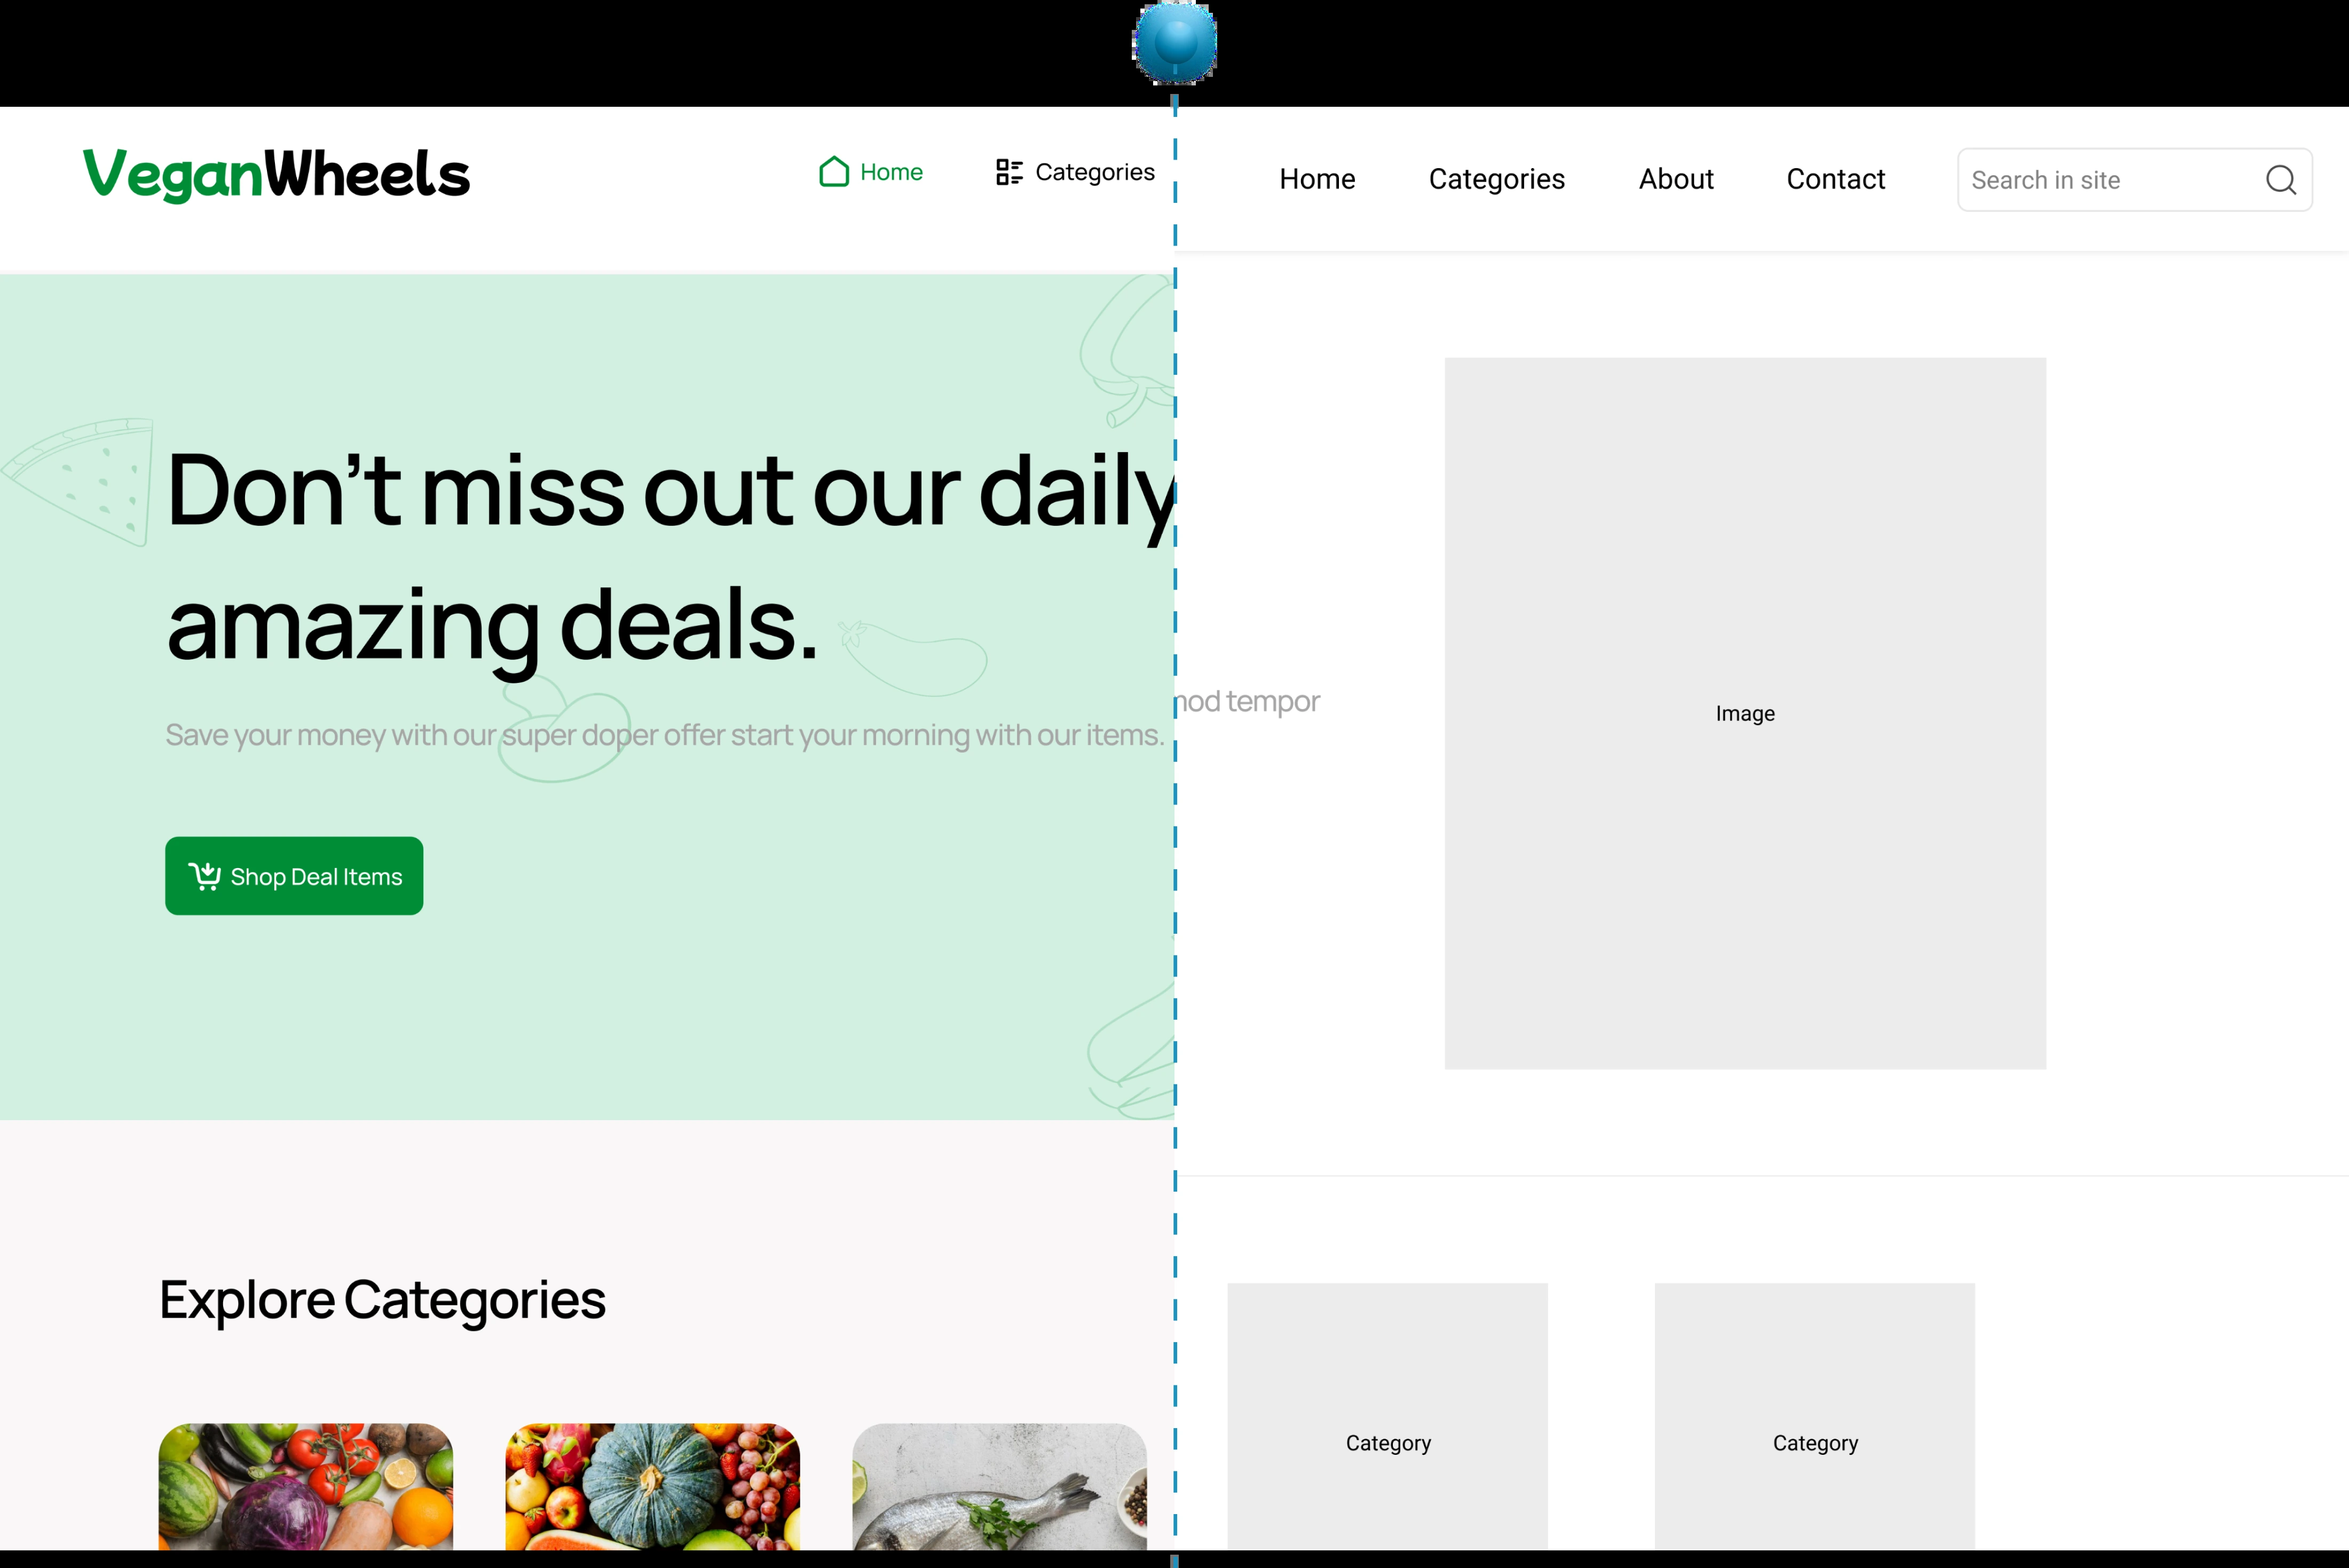 VeganWheels
Home
Categories
Home
Categories
About
Contact
Search in site
Don’t miss out our daily
amazing deals.
Save your money with our super doper offer start your morning with our items.
tempor
Image
Shop Deal Items
Explore Categories
Category
Category